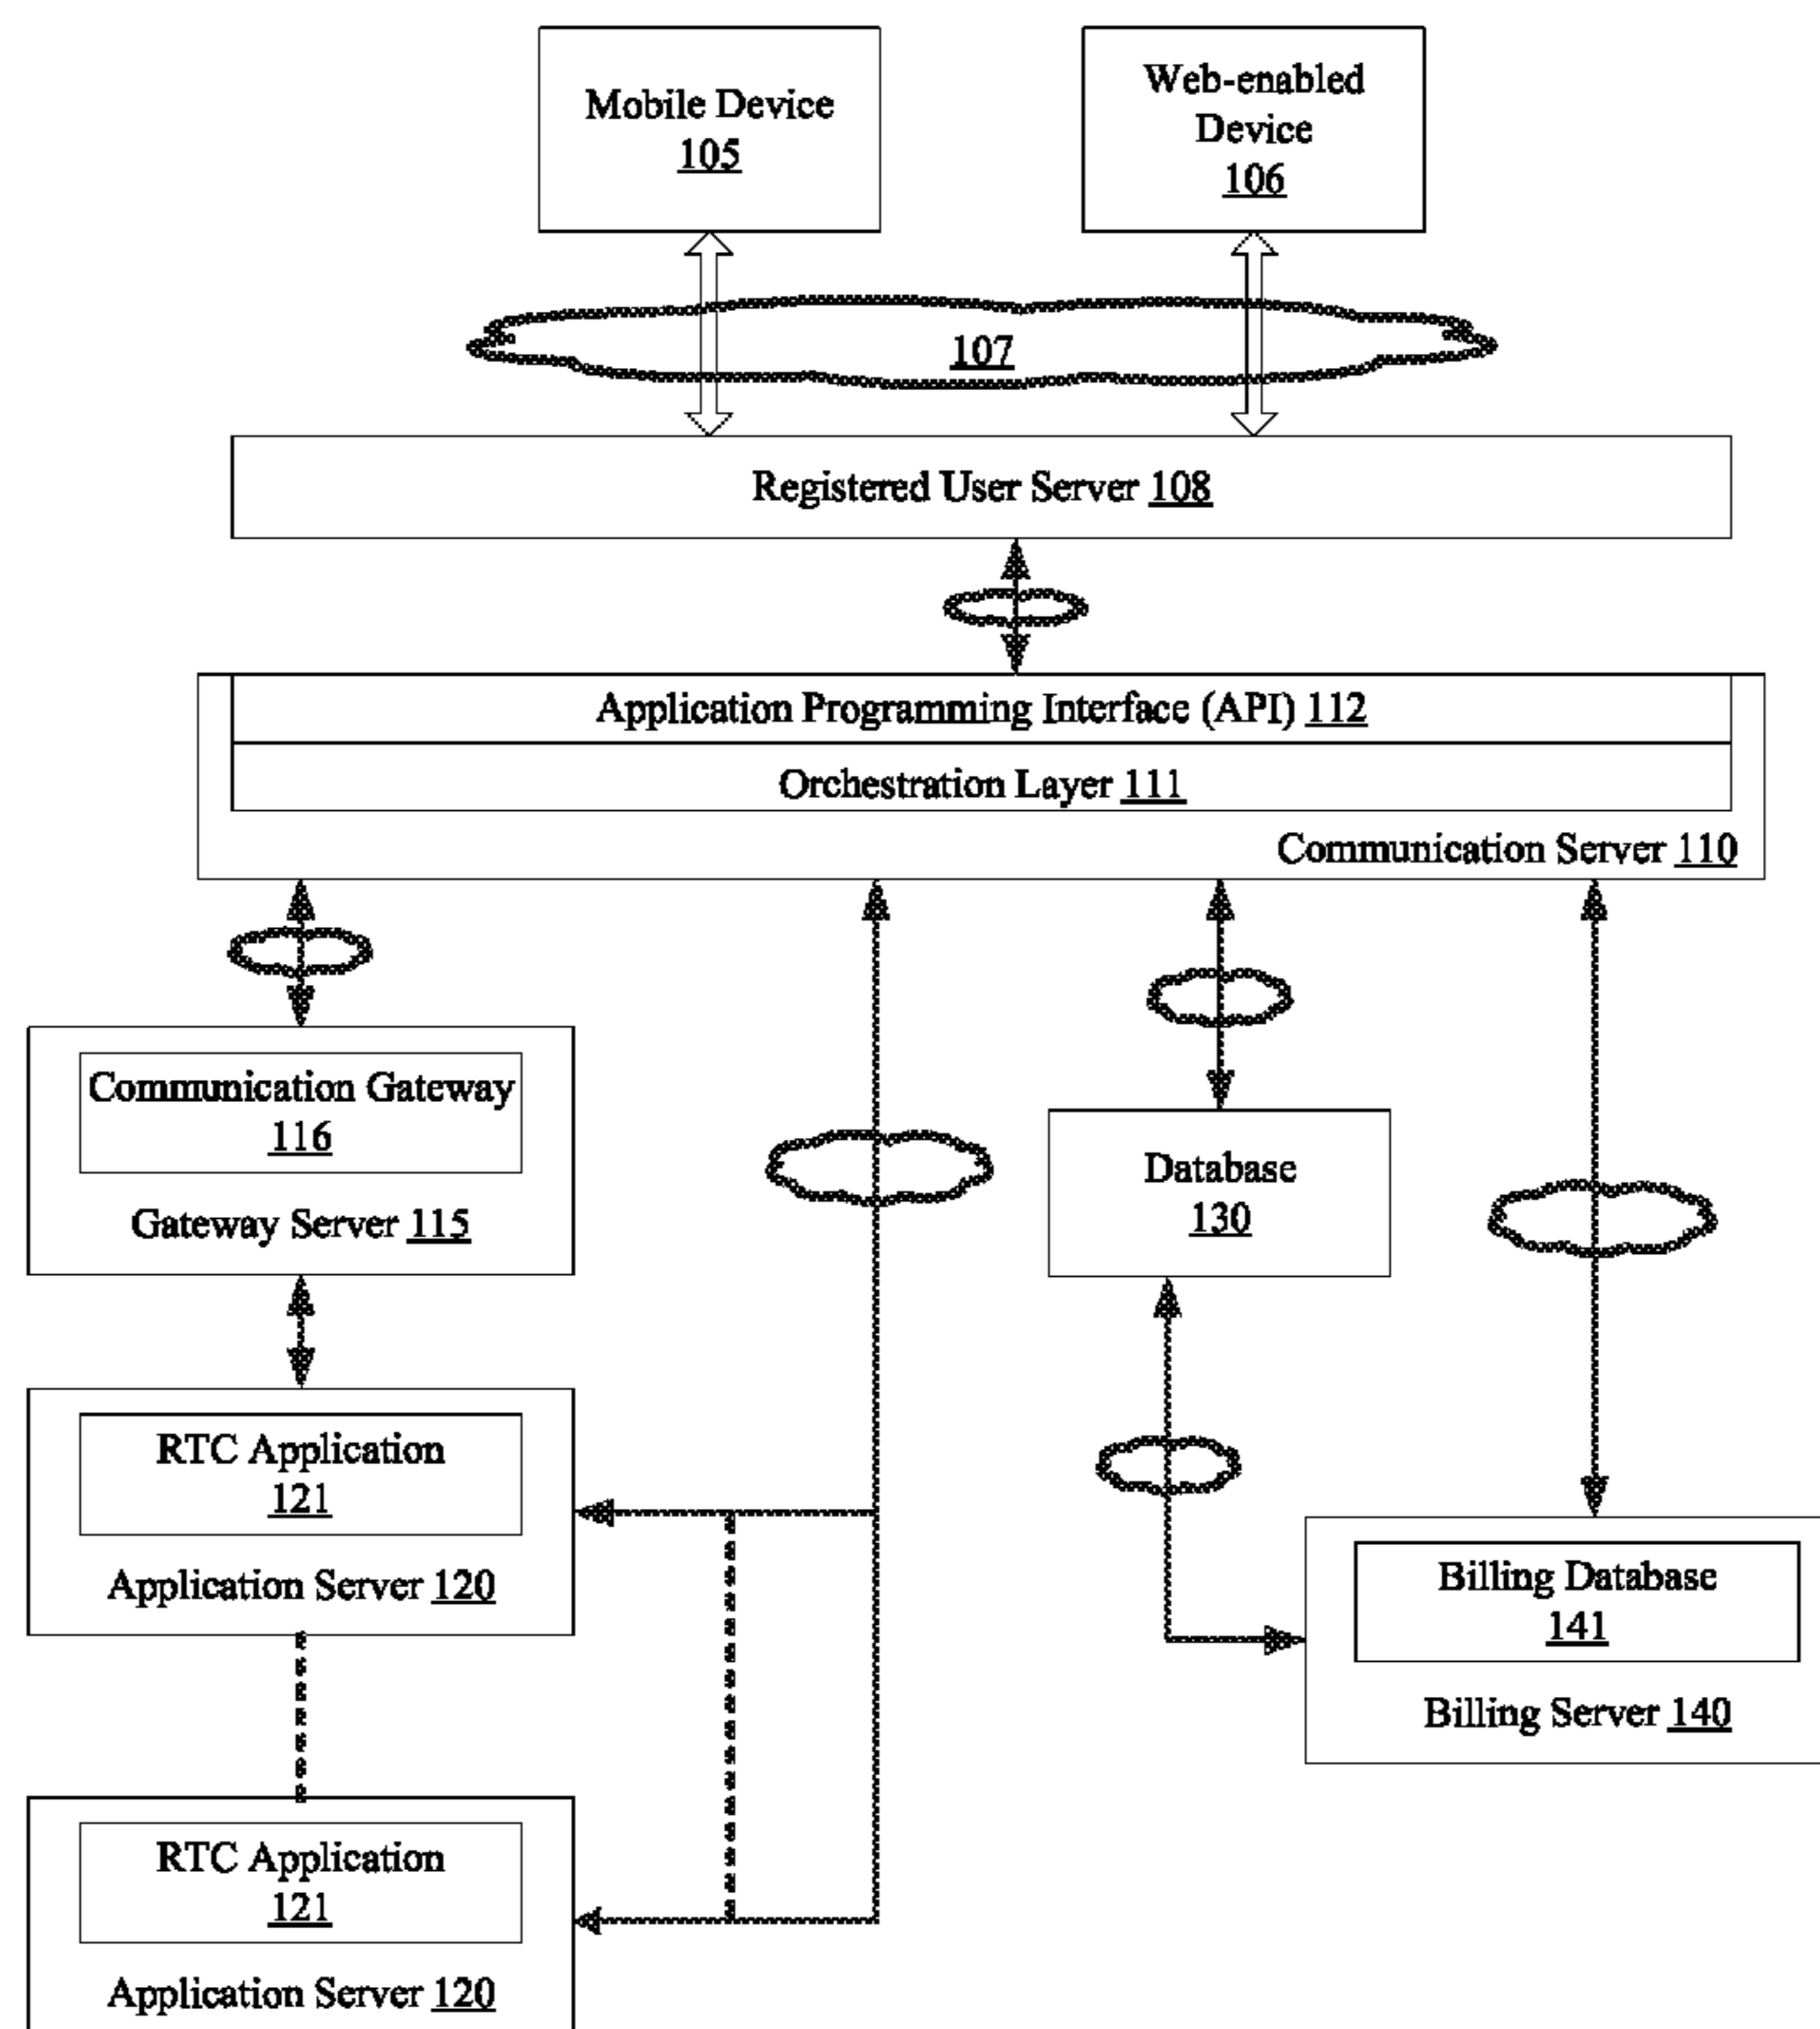 Mobile Device
105
Web-enabled
Device
106
107
Registered User Server 108
Application Programming Interface (API) 112
Orchestration Layer 111
Communication Server 110
Communication Gateway
116
Gateway Server 115
Database
130
RTC Application
121
Application Server 120
Billing Database
141
Billing Server 140
RTC Application
121
Application Server 120